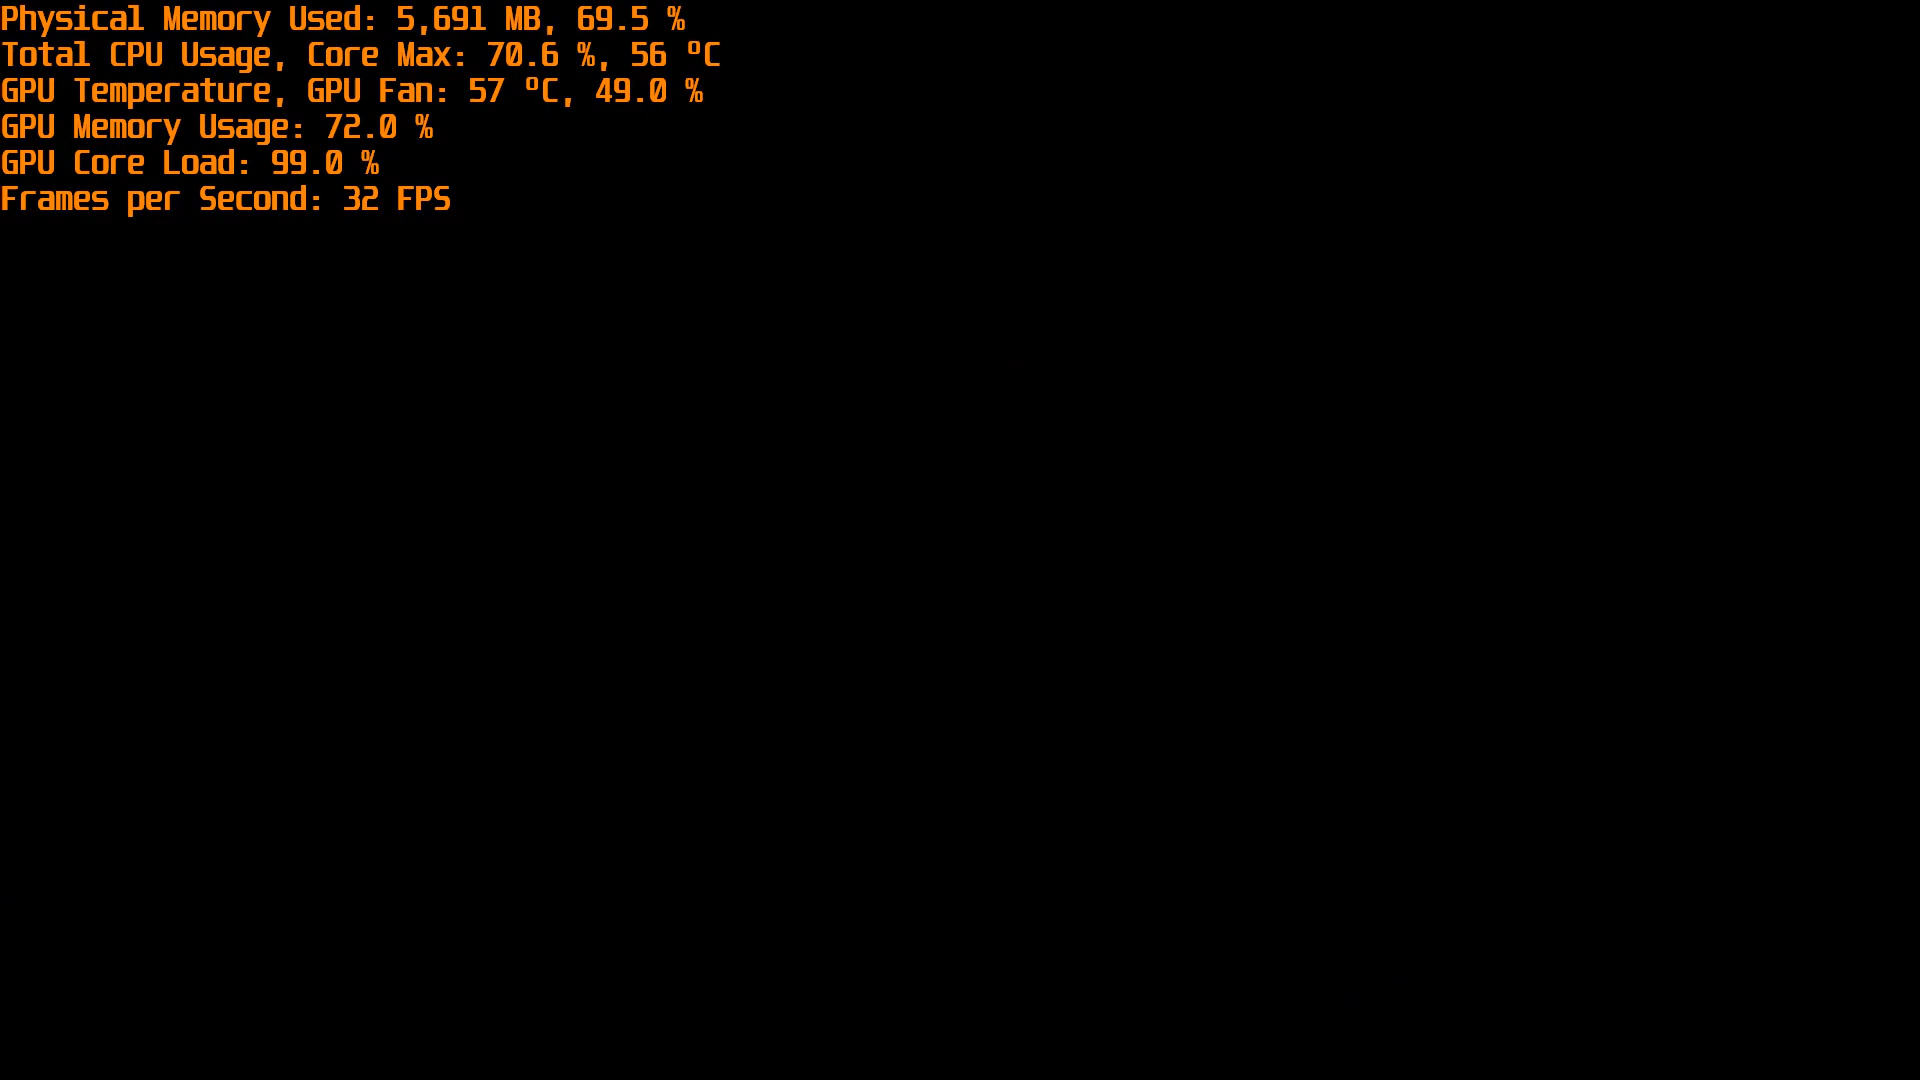 Physical Memory Used: 5,691 MB, 69.5 %
Total CPU Usage, Core Max: 70.6 %, 56 ºC
GPU Temperature, GPU Fan: 57 ºC, 49.0 %
GPU Memory Usage: 72.0 %
GPU Core Load: 99.0 %
Frames per Second: 32 FPS